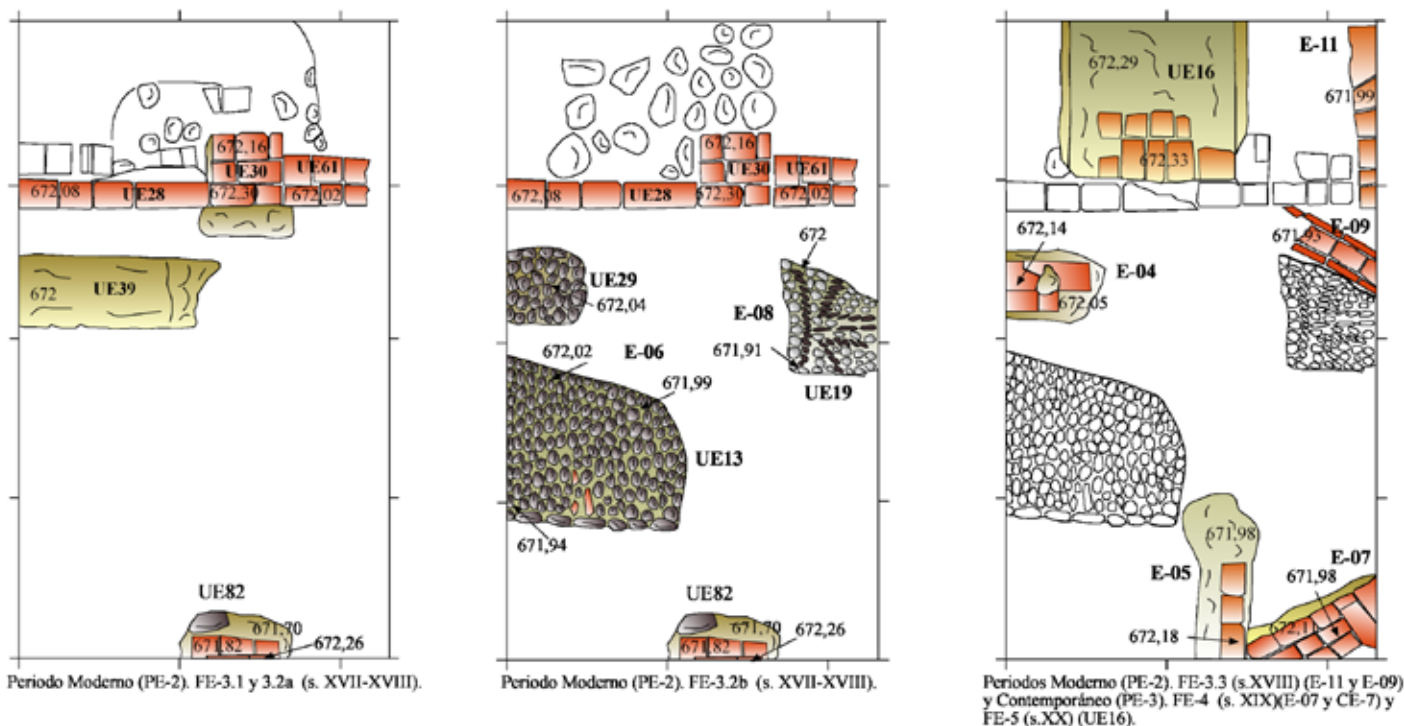 672,16
UE30
UE61
672,08
UE28
672,30
672,02
672
UE39
UE82
671,70
671,82
672,26
Periodo Moderno (PE-2). FE-3.1 y 3.2a (s. XVII-XVIII).
672,16
UE30
UE61
672,08
UE28
672,30
672,02
672
UE29
672,04
E-08
672,02
E-06
671,91
671,99
UE19
UE13
671,94
UE82
671,70
671,82
672,26
Periodo Moderno (PE-2). FE-3.2b (s. XVII-XVIII).
E-11
672,29
UE16
671,99
672,33
E-09
672,14
671,93
E-04
672,05
671,98
E-05
E-07
671,98
672,18
Periodos Moderno (PE-2). FE-3.3 (s.XVIII) (E-11 y E-09)
y Contemporáneo (PE-3). FE-4 (s. XIX)(E-07 y CE-7) y
FE-5 (s.XX) (UE16).